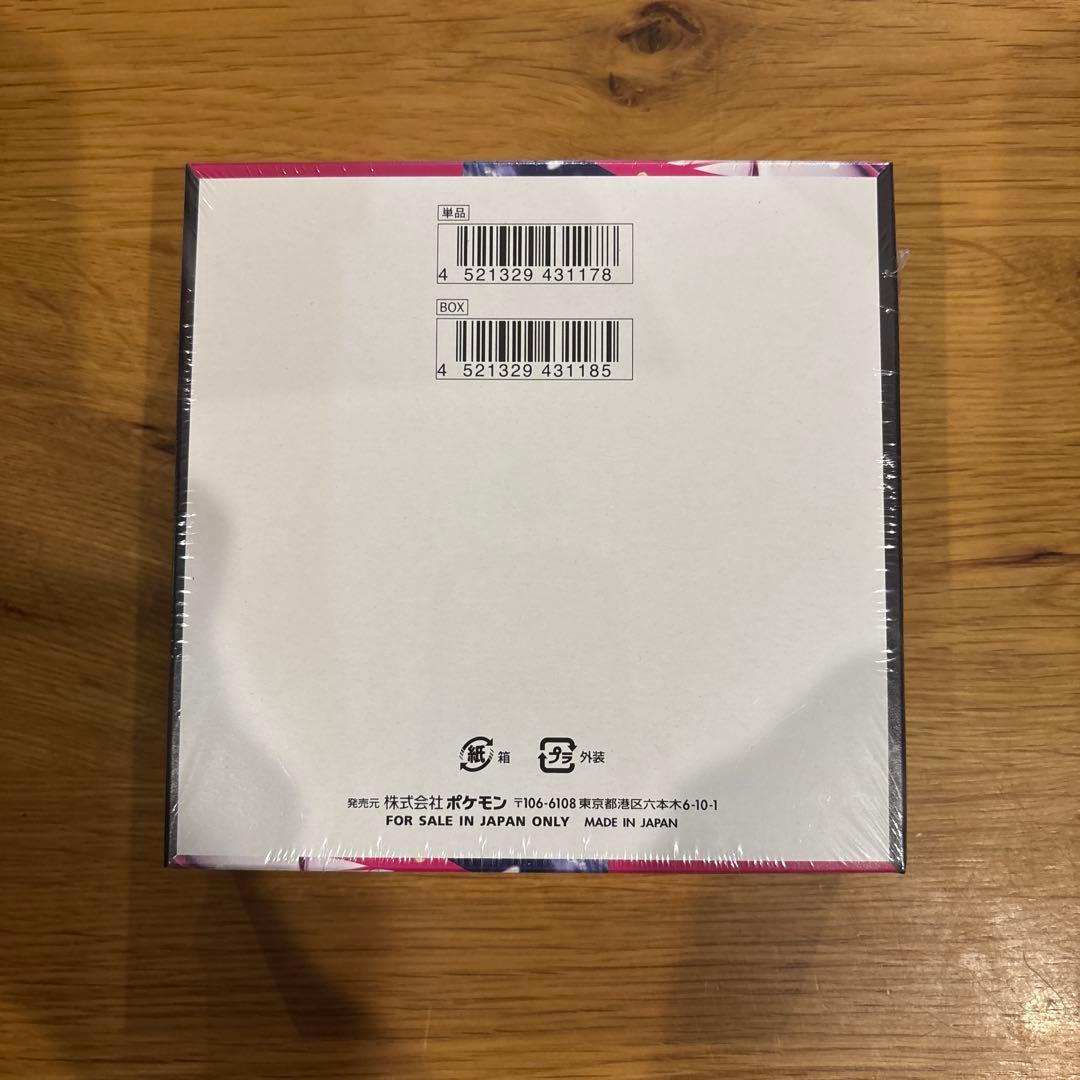 単品
4 521329 431178
BOX
4 521329 431185
紙 箱 プラ 外装
発売元 株式会社 ポケモン 〒106-6108 東京都港区六本木6-10-1
FOR SALE IN JAPAN ONLY MADE IN JAPAN